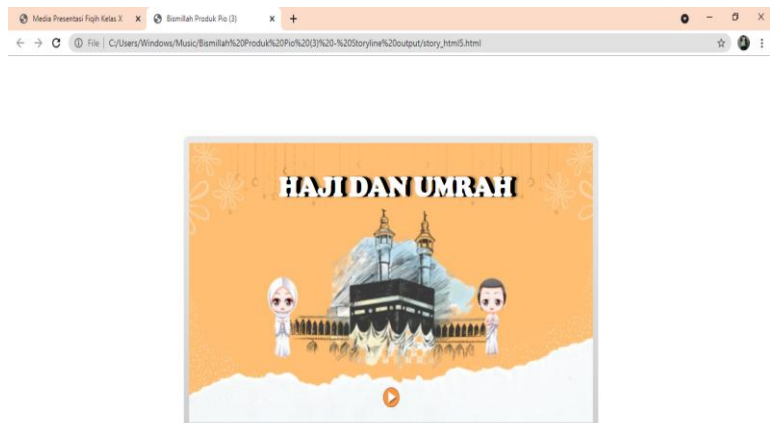 Media Presentasi Fiqih Kelas X
Bismillah Produk Pio (3)
File | C:/Users/Windows/Music/Bismillah%20Produk%20Pio%20(3)%20-%20Storyline%20output/story_html5.html
HAJI DAN UMRAH